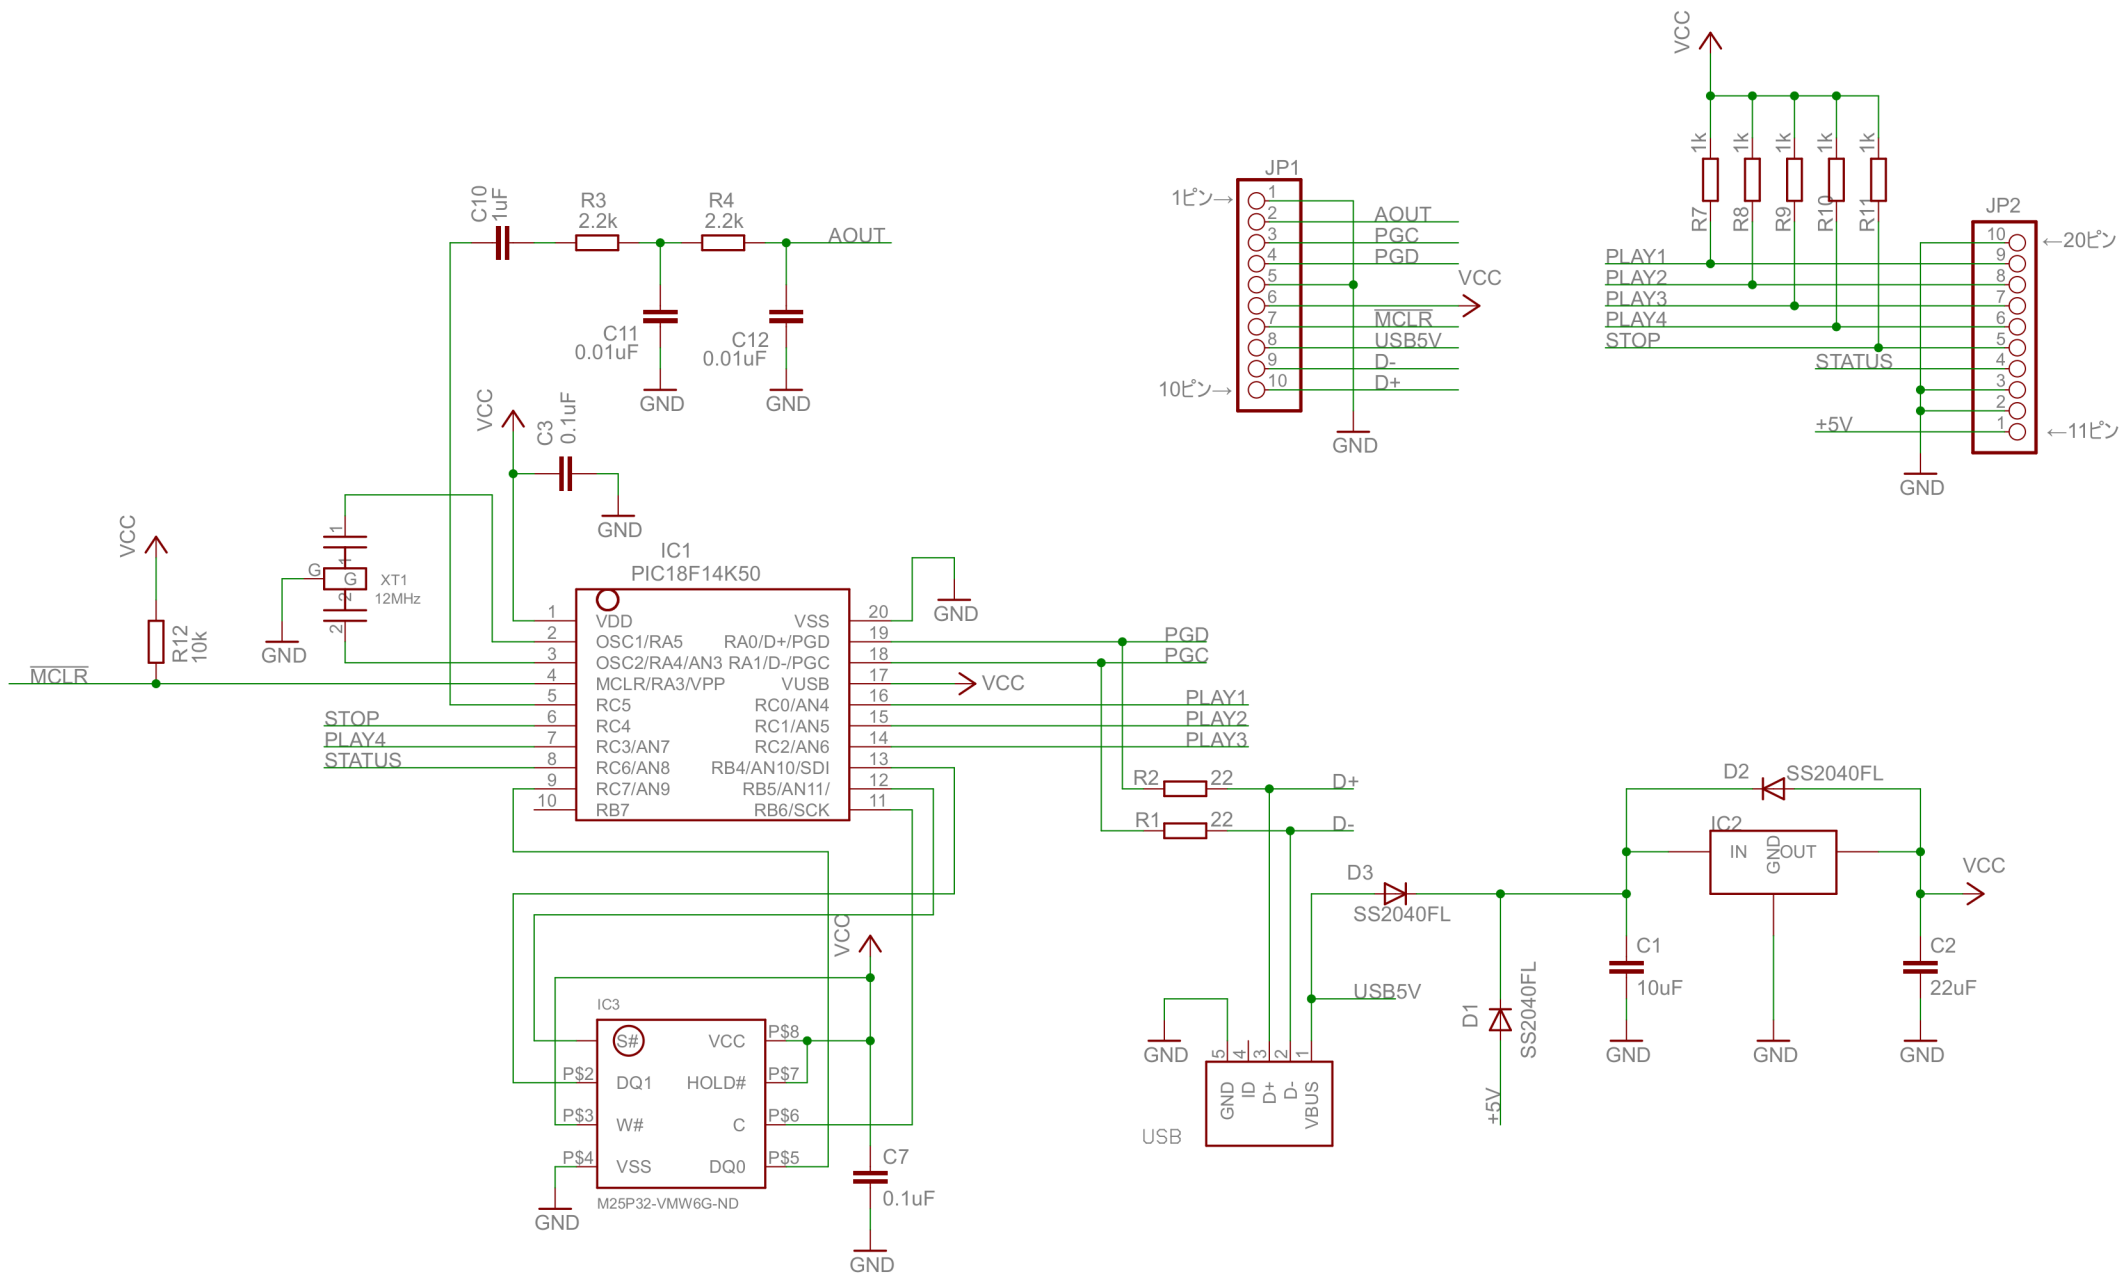 C10
1uF
R3
2.2k
R4
2.2k
AOUT
C11
0.01uF
C12
0.01uF
GND
GND
VCC
C3
0.1uF
GND
VCC
R12
10k
MCLR
1
1
G
G
2
2
XT1
12MHz
GND
IC1
PIC18F14K50
1 VDD
2 OSC1/RA5
3 OSC2/RA4/AN3
4 MCLR/RA3/VPP
5 RC5
6 RC4
7 RC3/AN7
8 RC6/AN8
9 RC7/AN9
10 RB7
VSS 20
RA0/D+/PGD 19
RA1/D-/PGC 18
VUSB 17
RC0/AN4 16
RC1/AN5 15
RC2/AN6 14
RB4/AN10/SDI 13
RB5/AN11/ 12
RB6/SCK 11
STOP
PLAY4
STATUS
GND
PGD
PGC
VCC
PLAY1
PLAY2
PLAY3
R2 22 D+
R1 22 D-
VCC
IC3
S#
P$2 DQ1
P$3 W#
P$4 VSS
VCC P$8
HOLD# P$7
C P$6
DQ0 P$5
M25P32-VMW6G-ND
GND
C7
0.1uF
GND
JP1
1ピン→
10ピン→
1
2 AOUT
3 PGC
4 PGD
5
6 VCC
7 MCLR
8 USB5V
9 D-
10 D+
GND
VCC
1k
1k
1k
1k
1k
R7
R8
R9
R10
R11
JP2
10 ←20ピン
PLAY1 9
PLAY2 8
PLAY3 7
PLAY4 6
STOP 5
STATUS 4
3
2
+5V 1 ←11ピン
GND
D2 SS2040FL
IC2
IN GND OUT
VCC
D3
SS2040FL
C1
10uF
C2
22uF
GND
GND
GND
D1
SS2040FL
+5V
USB5V
GND
5 4 3 2 1
GND ID D+ D- VBUS
USB